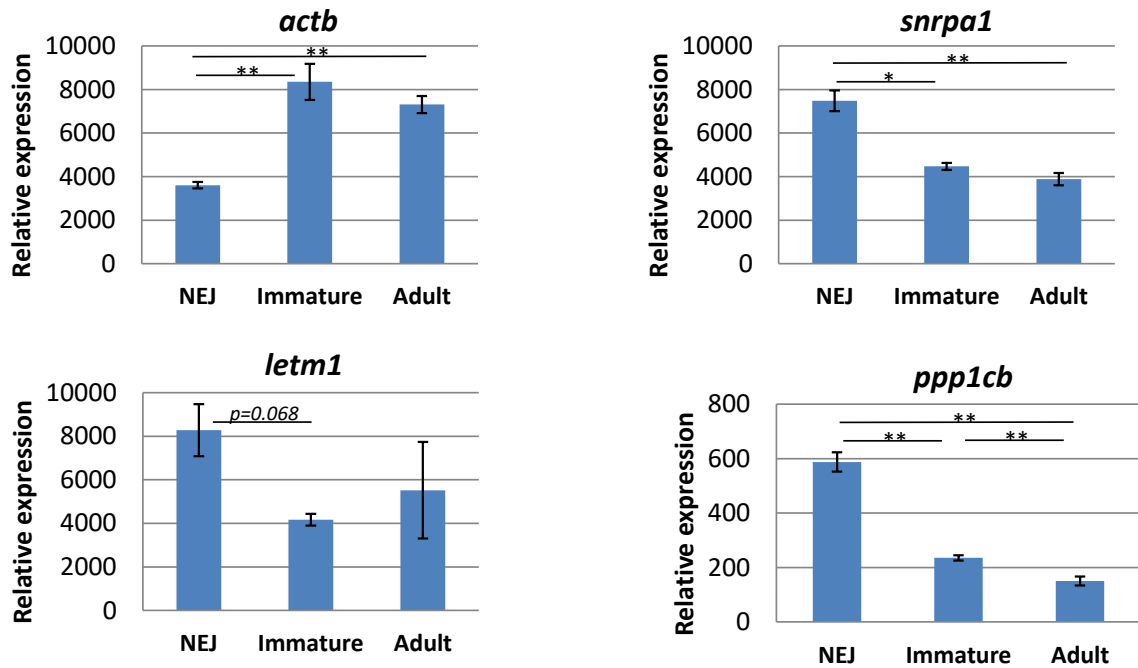 actb
Relative expression
10000
8000
6000
4000
2000
0
**
**
NEJ Immature Adult
snrpa1
Relative expression
10000
8000
6000
4000
2000
0
**
*
NEJ Immature Adult
letm1
Relative expression
10000
8000
6000
4000
2000
0
p=0.068
NEJ Immature Adult
ppp1cb
Relative expression
800
600
400
200
0
**
** **
NEJ Immature Adult